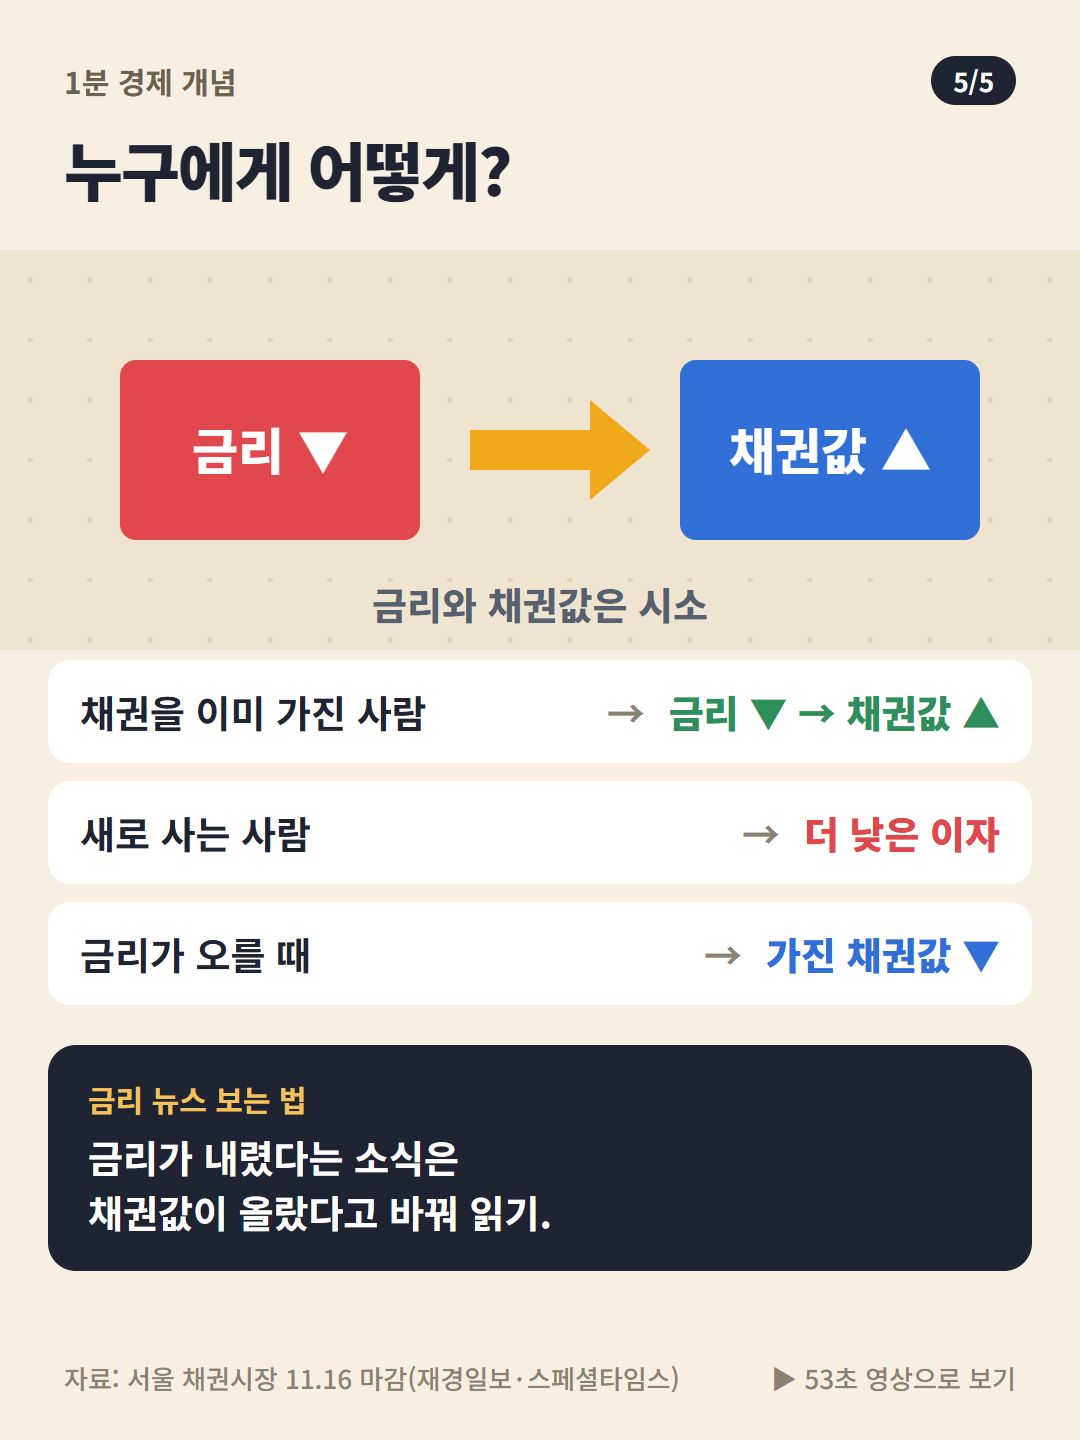 1분 경제 개념
5/5
누구에게 어떻게?
금리 ▼
채권값 ▲
금리와 채권값은 시소
채권을 이미 가진 사람 → 금리 ▼ → 채권값 ▲
새로 사는 사람 → 더 낮은 이자
금리가 오를 때 → 가진 채권값 ▼
금리 뉴스 보는 법
금리가 내렸다는 소식은
채권값이 올랐다고 바꿔 읽기.
자료: 서울 채권시장 11.16 마감(재경일보·스페셜타임스)
▶ 53초 영상으로 보기